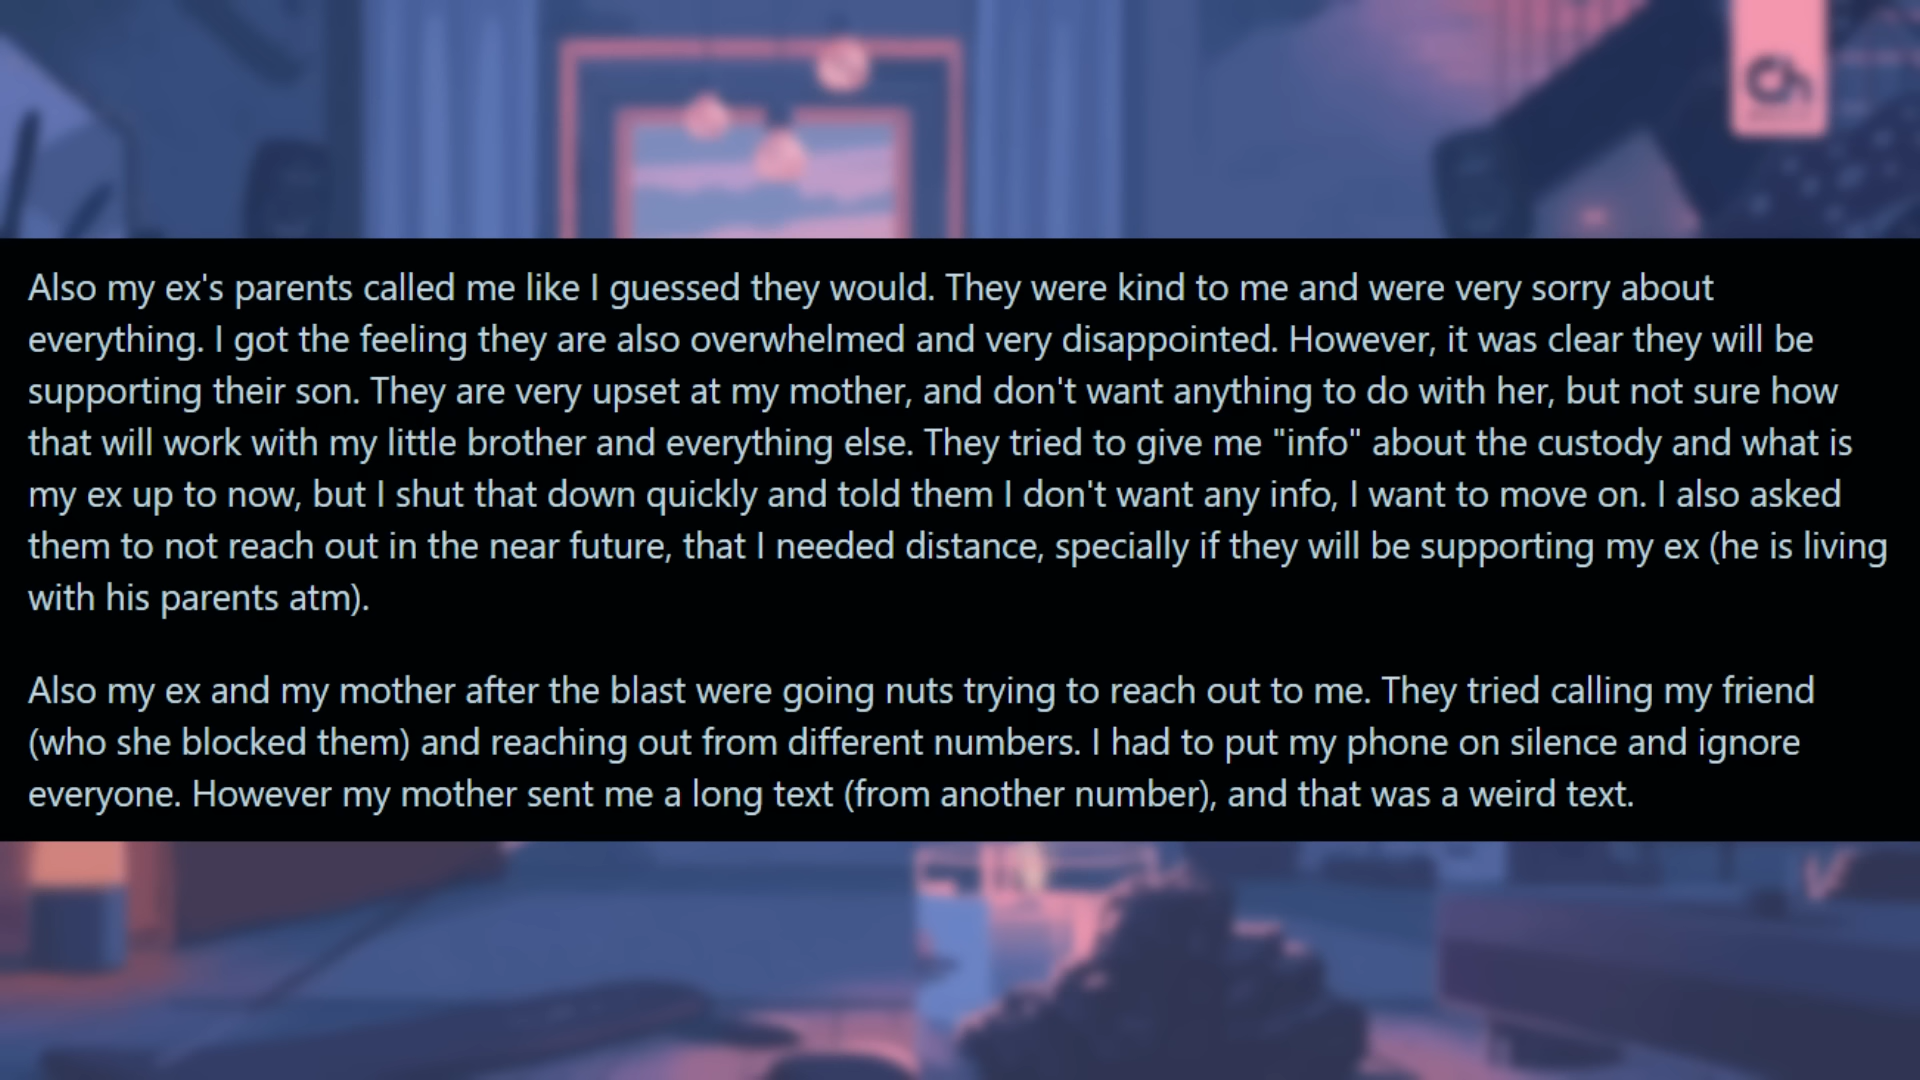 Also my ex's parents called me like I guessed they would. They were kind to me and were very sorry about
everything. I got the feeling they are also overwhelmed and very disappointed. However, it was clear they will be
supporting their son. They are very upset at my mother, and don't want anything to do with her, but not sure how
that will work with my little brother and everything else. They tried to give me "info" about the custody and what is
my ex up to now, but I shut that down quickly and told them I don't want any info, I want to move on. I also asked
them to not reach out in the near future, that I needed distance, specially if they will be supporting my ex (he is living
with his parents atm).
Also my ex and my mother after the blast were going nuts trying to reach out to me. They tried calling my friend
(who she blocked them) and reaching out from different numbers. I had to put my phone on silence and ignore
everyone. However my mother sent me a long text (from another number), and that was a weird text.